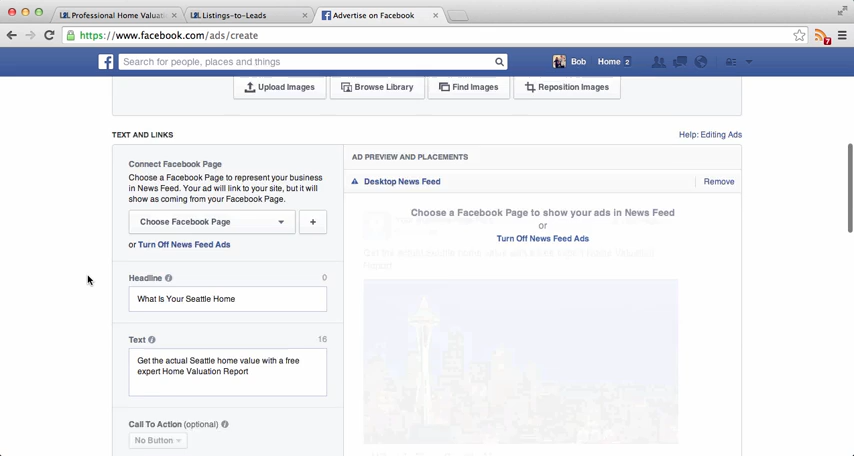 Professional Home Valuati
Listings-to-Leads
Advertise on Facebook
https://www.facebook.com/ads/create
7
Search for people, places and things
Bob
Home 2
Upload Images
Browse Library
Find Images
Reposition Images
TEXT AND LINKS
Help: Editing Ads
Connect Facebook Page
Choose a Facebook Page to represent your business
in News Feed. Your ad will link to your site, but it will
show as coming from your Facebook Page.
Choose Facebook Page
+
or Turn Off News Feed Ads
Headline
0
What Is Your Seattle Home
Text
16
Get the actual Seattle home value with a free
expert Home Valuation Report
Call To Action (optional)
No Button
AD PREVIEW AND PLACEMENTS
Desktop News Feed
Remove
Choose a Facebook Page to show your ads in News Feed
or
Turn Off News Feed Ads